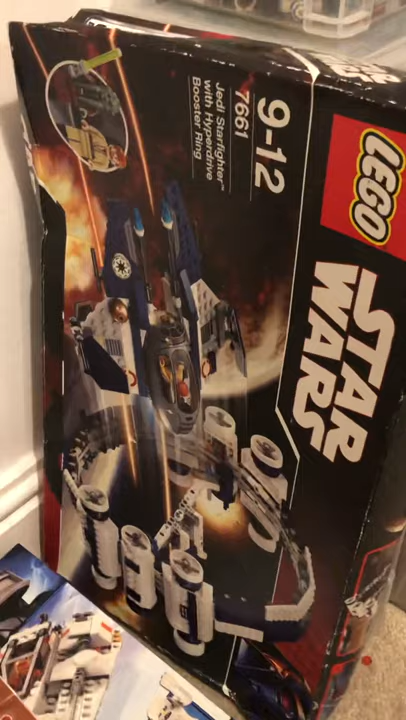 LEGO
STAR
WARS
9-12
7661
Jedi Starfighter™
with Hyperdrive
Booster Ring